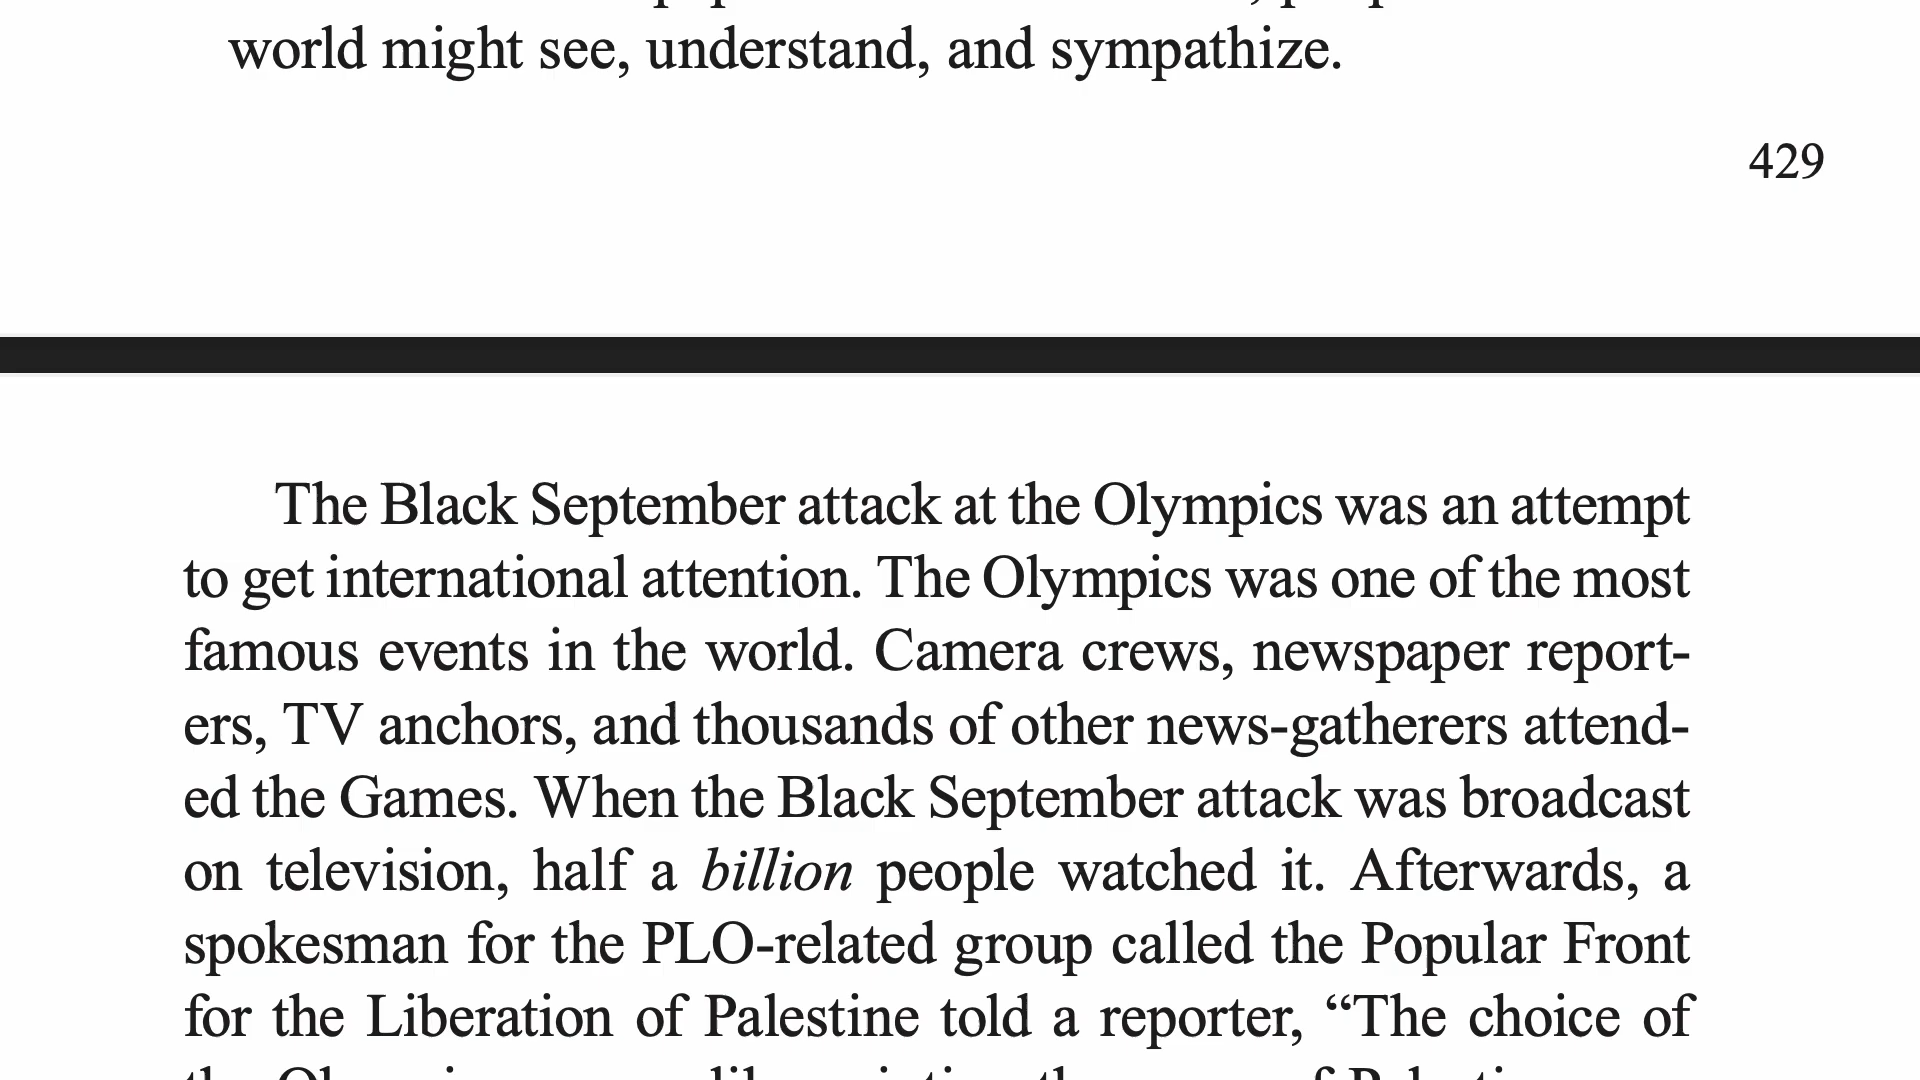 world might see, understand, and sympathize.
429
The Black September attack at the Olympics was an attempt
to get international attention. The Olympics was one of the most
famous events in the world. Camera crews, newspaper report-
ers, TV anchors, and thousands of other news-gatherers attend-
ed the Games. When the Black September attack was broadcast
on television, half a billion people watched it. Afterwards, a
spokesman for the PLO-related group called the Popular Front
for the Liberation of Palestine told a reporter, “The choice of